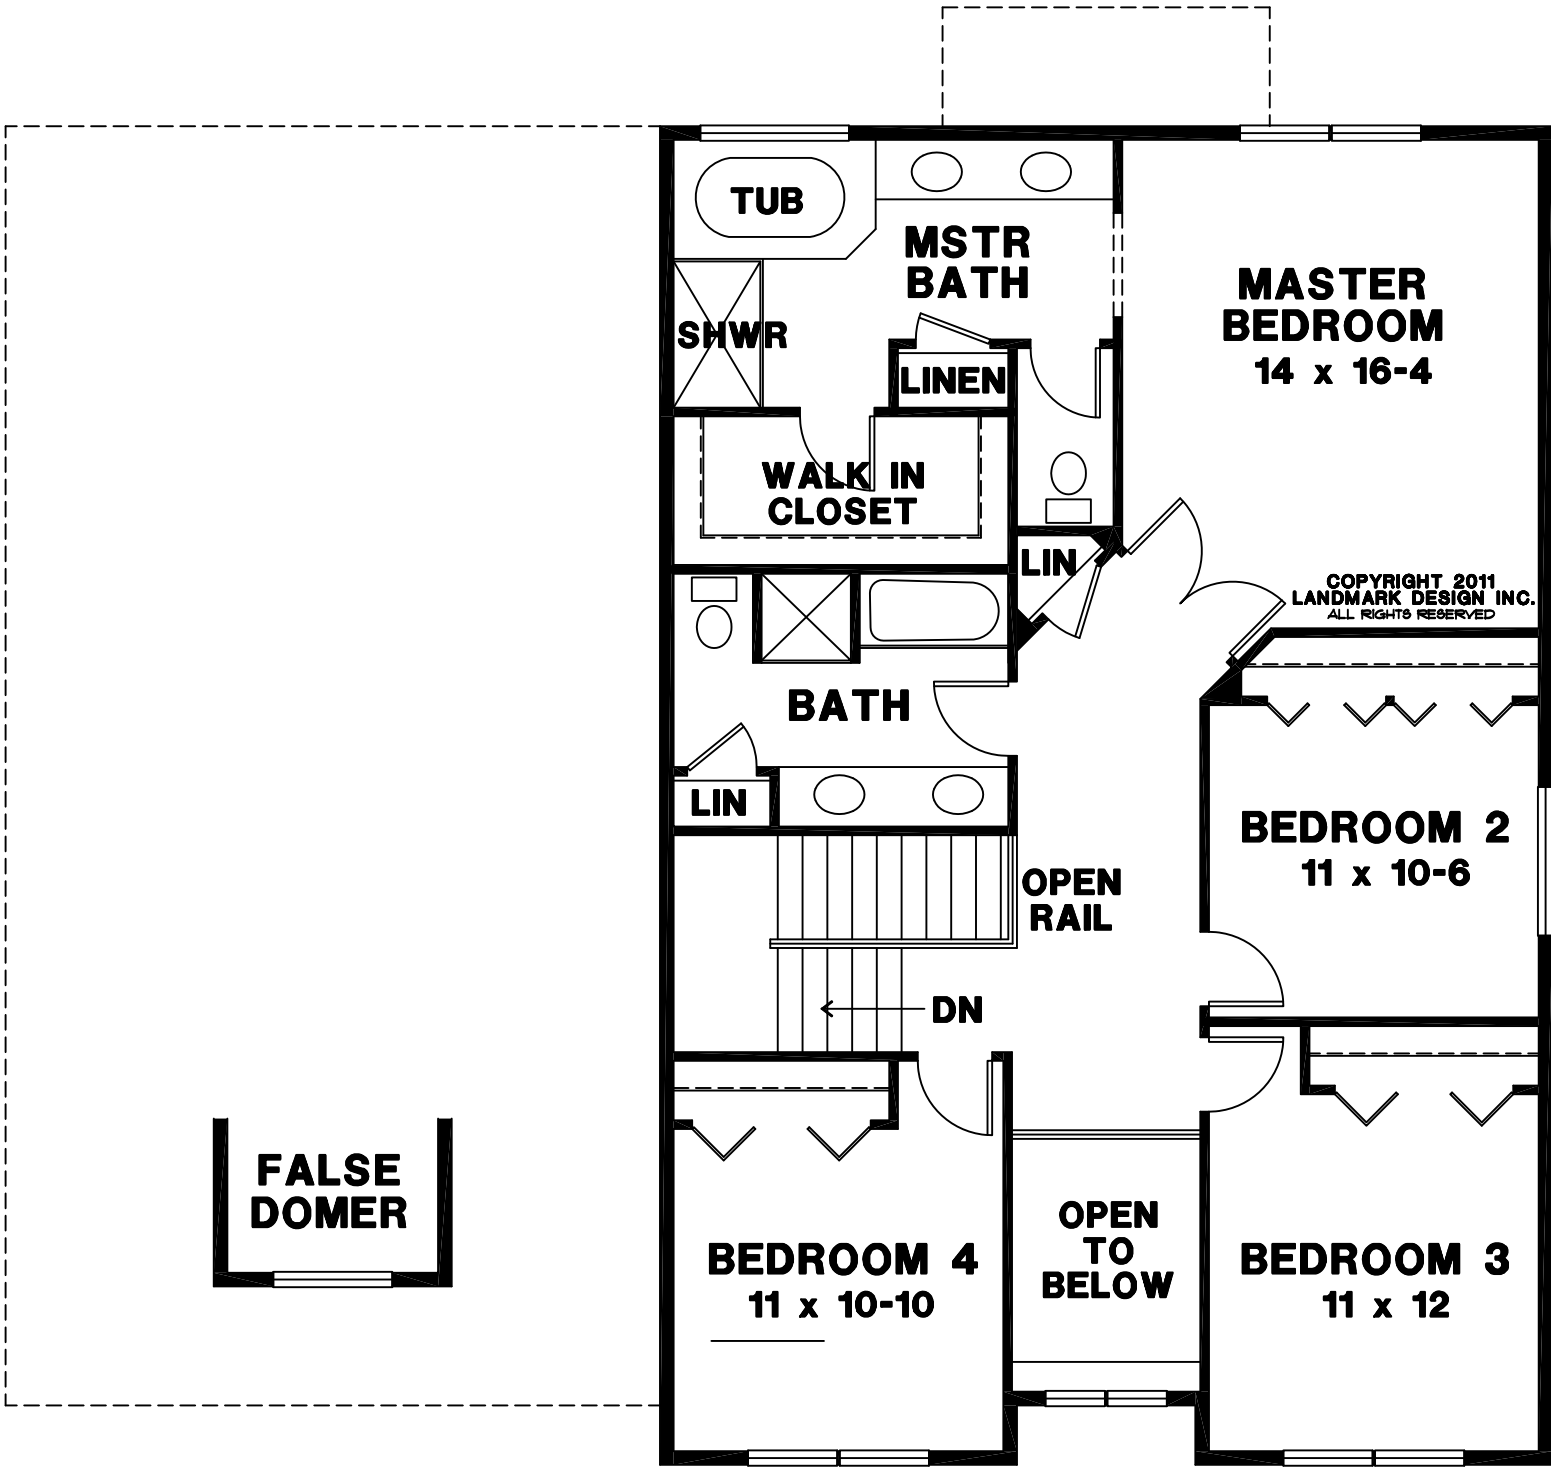 TUB
MSTR
BATH
SHWR
LINEN
MASTER
BEDROOM
14 x 16-4
WALK IN
CLOSET
LIN
COPYRIGHT 2011
LANDMARK DESIGN INC.
ALL RIGHTS RESERVED
BATH
LIN
BEDROOM 2
11 x 10-6
OPEN
RAIL
DN
FALSE
DOMER
BEDROOM 4
11 x 10-10
OPEN
TO
BELOW
BEDROOM 3
11 x 12